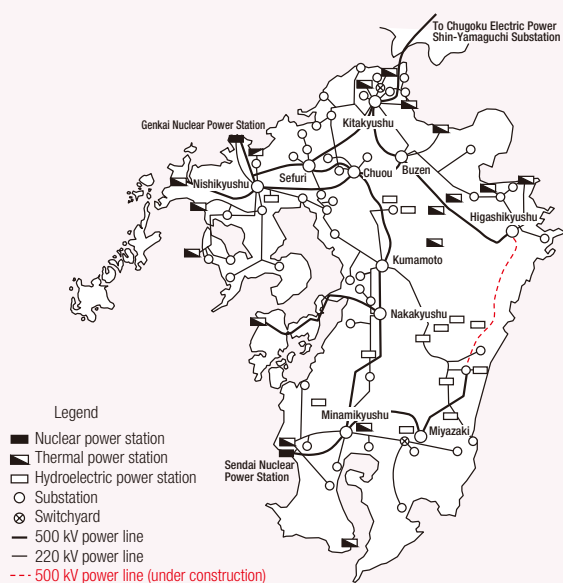 To Chugoku Electric Power
Shin-Yamaguchi Substation
Genkai Nuclear Power Station
Kitakyushu
Buzen
Chuou
Sefuri
Nishikyushu
Higashikyushu
Kumamoto
Nakakyushu
Minamikyushu
Miyazaki
Sendai Nuclear
Power Station
Legend
Nuclear power station
Thermal power station
Hydroelectric power station
Substation
Switchyard
500 kV power line
220 kV power line
500 kV power line (under construction)